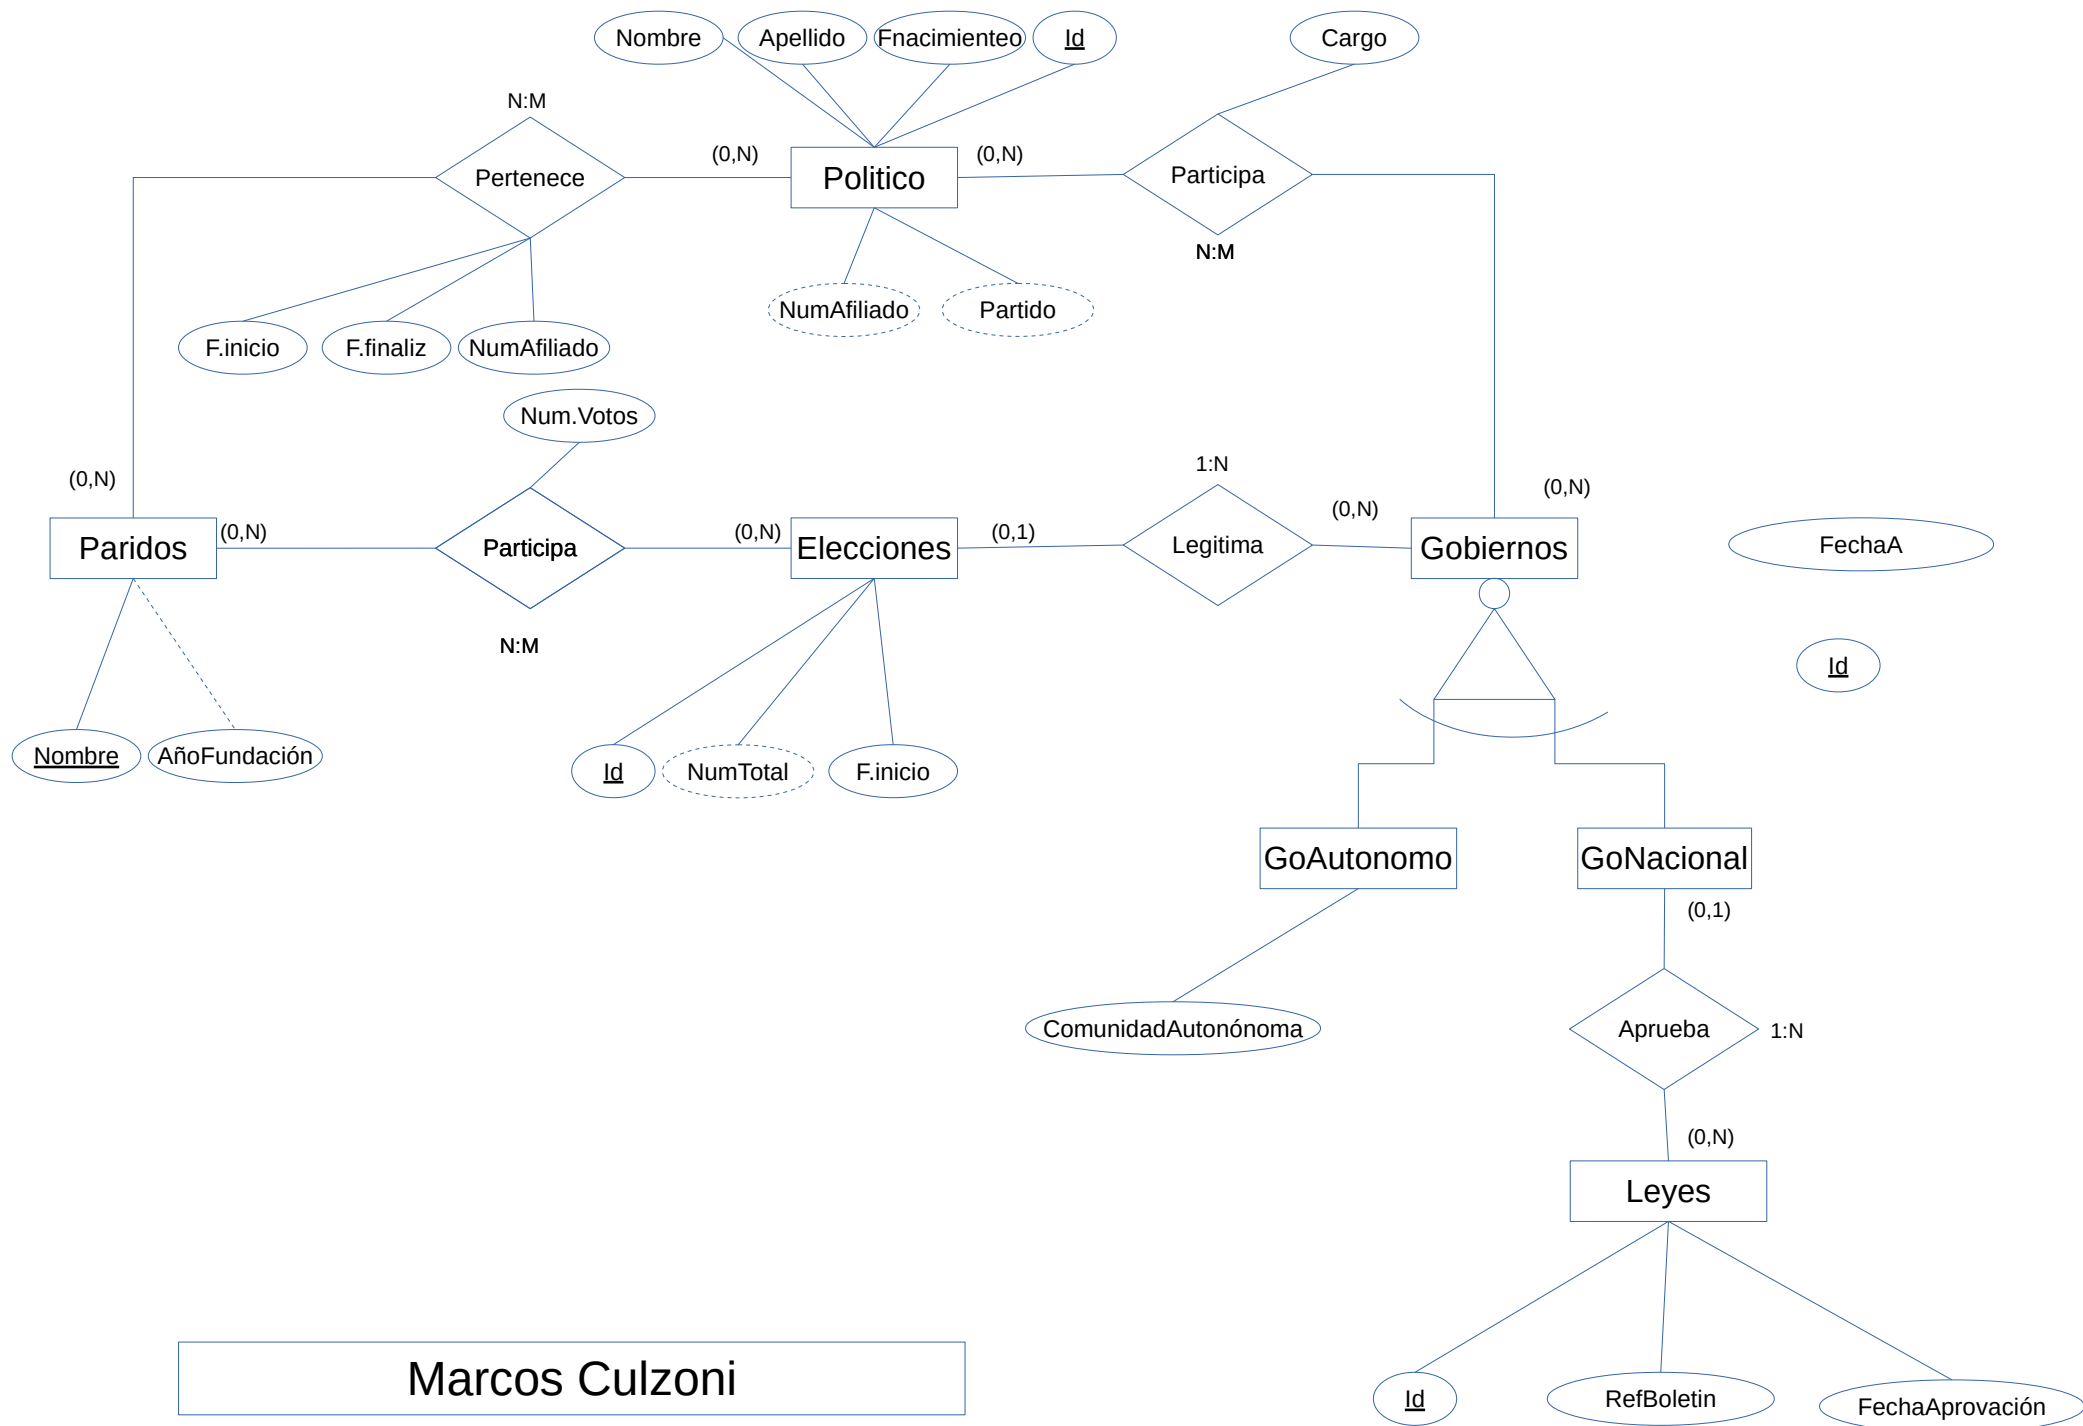 Nombre
Apellido
Fnacimienteo
Id
Cargo
N:M
(0,N)
Politico
(0,N)
Pertenece
Participa
N:M
NumAfiliado
Partido
F.inicio
F.finaliz
NumAfiliado
Num.Votos
(0,N)
1:N
(0,N)
(0,N)
Paridos
(0,N)
Participa
(0,N)
Elecciones
(0,1)
Legitima
Gobiernos
FechaA
N:M
Id
Nombre
AñoFundación
Id
NumTotal
F.inicio
GoAutonomo
GoNacional
(0,1)
ComunidadAutonónoma
Aprueba
1:N
(0,N)
Leyes
Marcos Culzoni
Id
RefBoletin
FechaAprovación